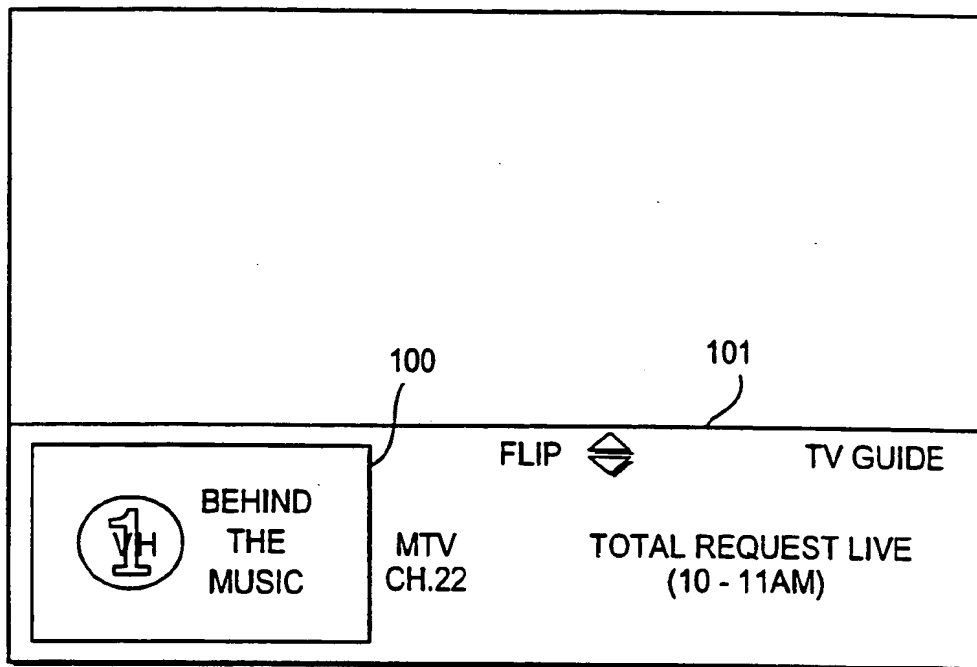 100
101
FLIP
TV GUIDE
VH1
BEHIND
THE
MUSIC
MTV
CH.22
TOTAL REQUEST LIVE
(10 - 11AM)